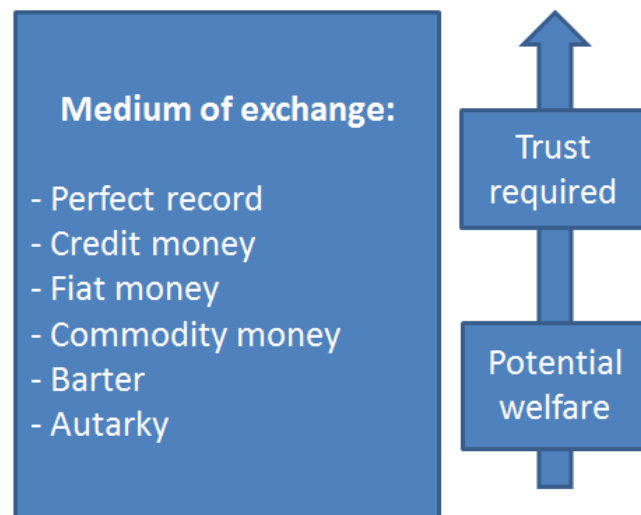 Medium of exchange:
- Perfect record
- Credit money
- Fiat money
- Commodity money
- Barter
- Autarky
Trust
required
Potential
welfare